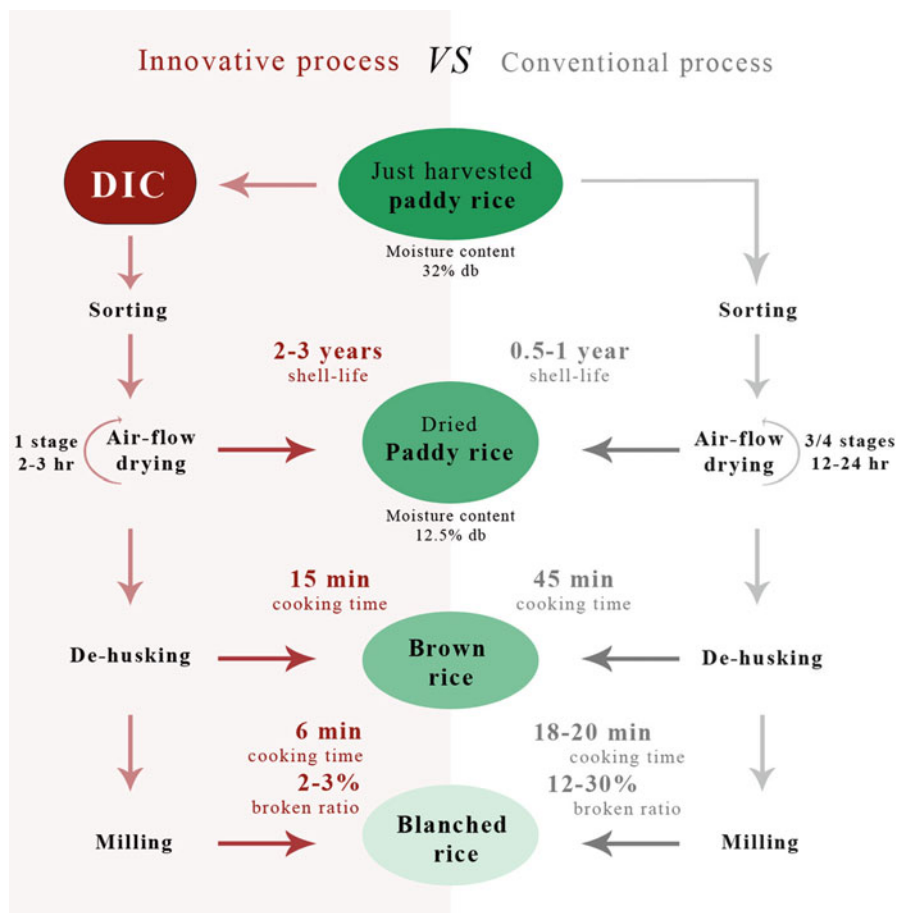 Innovative process VS Conventional process
DIC
Just harvested
paddy rice
Moisture content
32% db
Sorting
Sorting
2-3 years
shell-life
0.5-1 year
shell-life
1 stage
2-3 hr
Air-flow
drying
Dried
Paddy rice
Air-flow
drying
3/4 stages
12-24 hr
Moisture content
12.5% db
15 min
cooking time
45 min
cooking time
De-husking
Brown
rice
De-husking
6 min
cooking time
2-3%
broken ratio
18-20 min
cooking time
12-30%
broken ratio
Milling
Blanched
rice
Milling